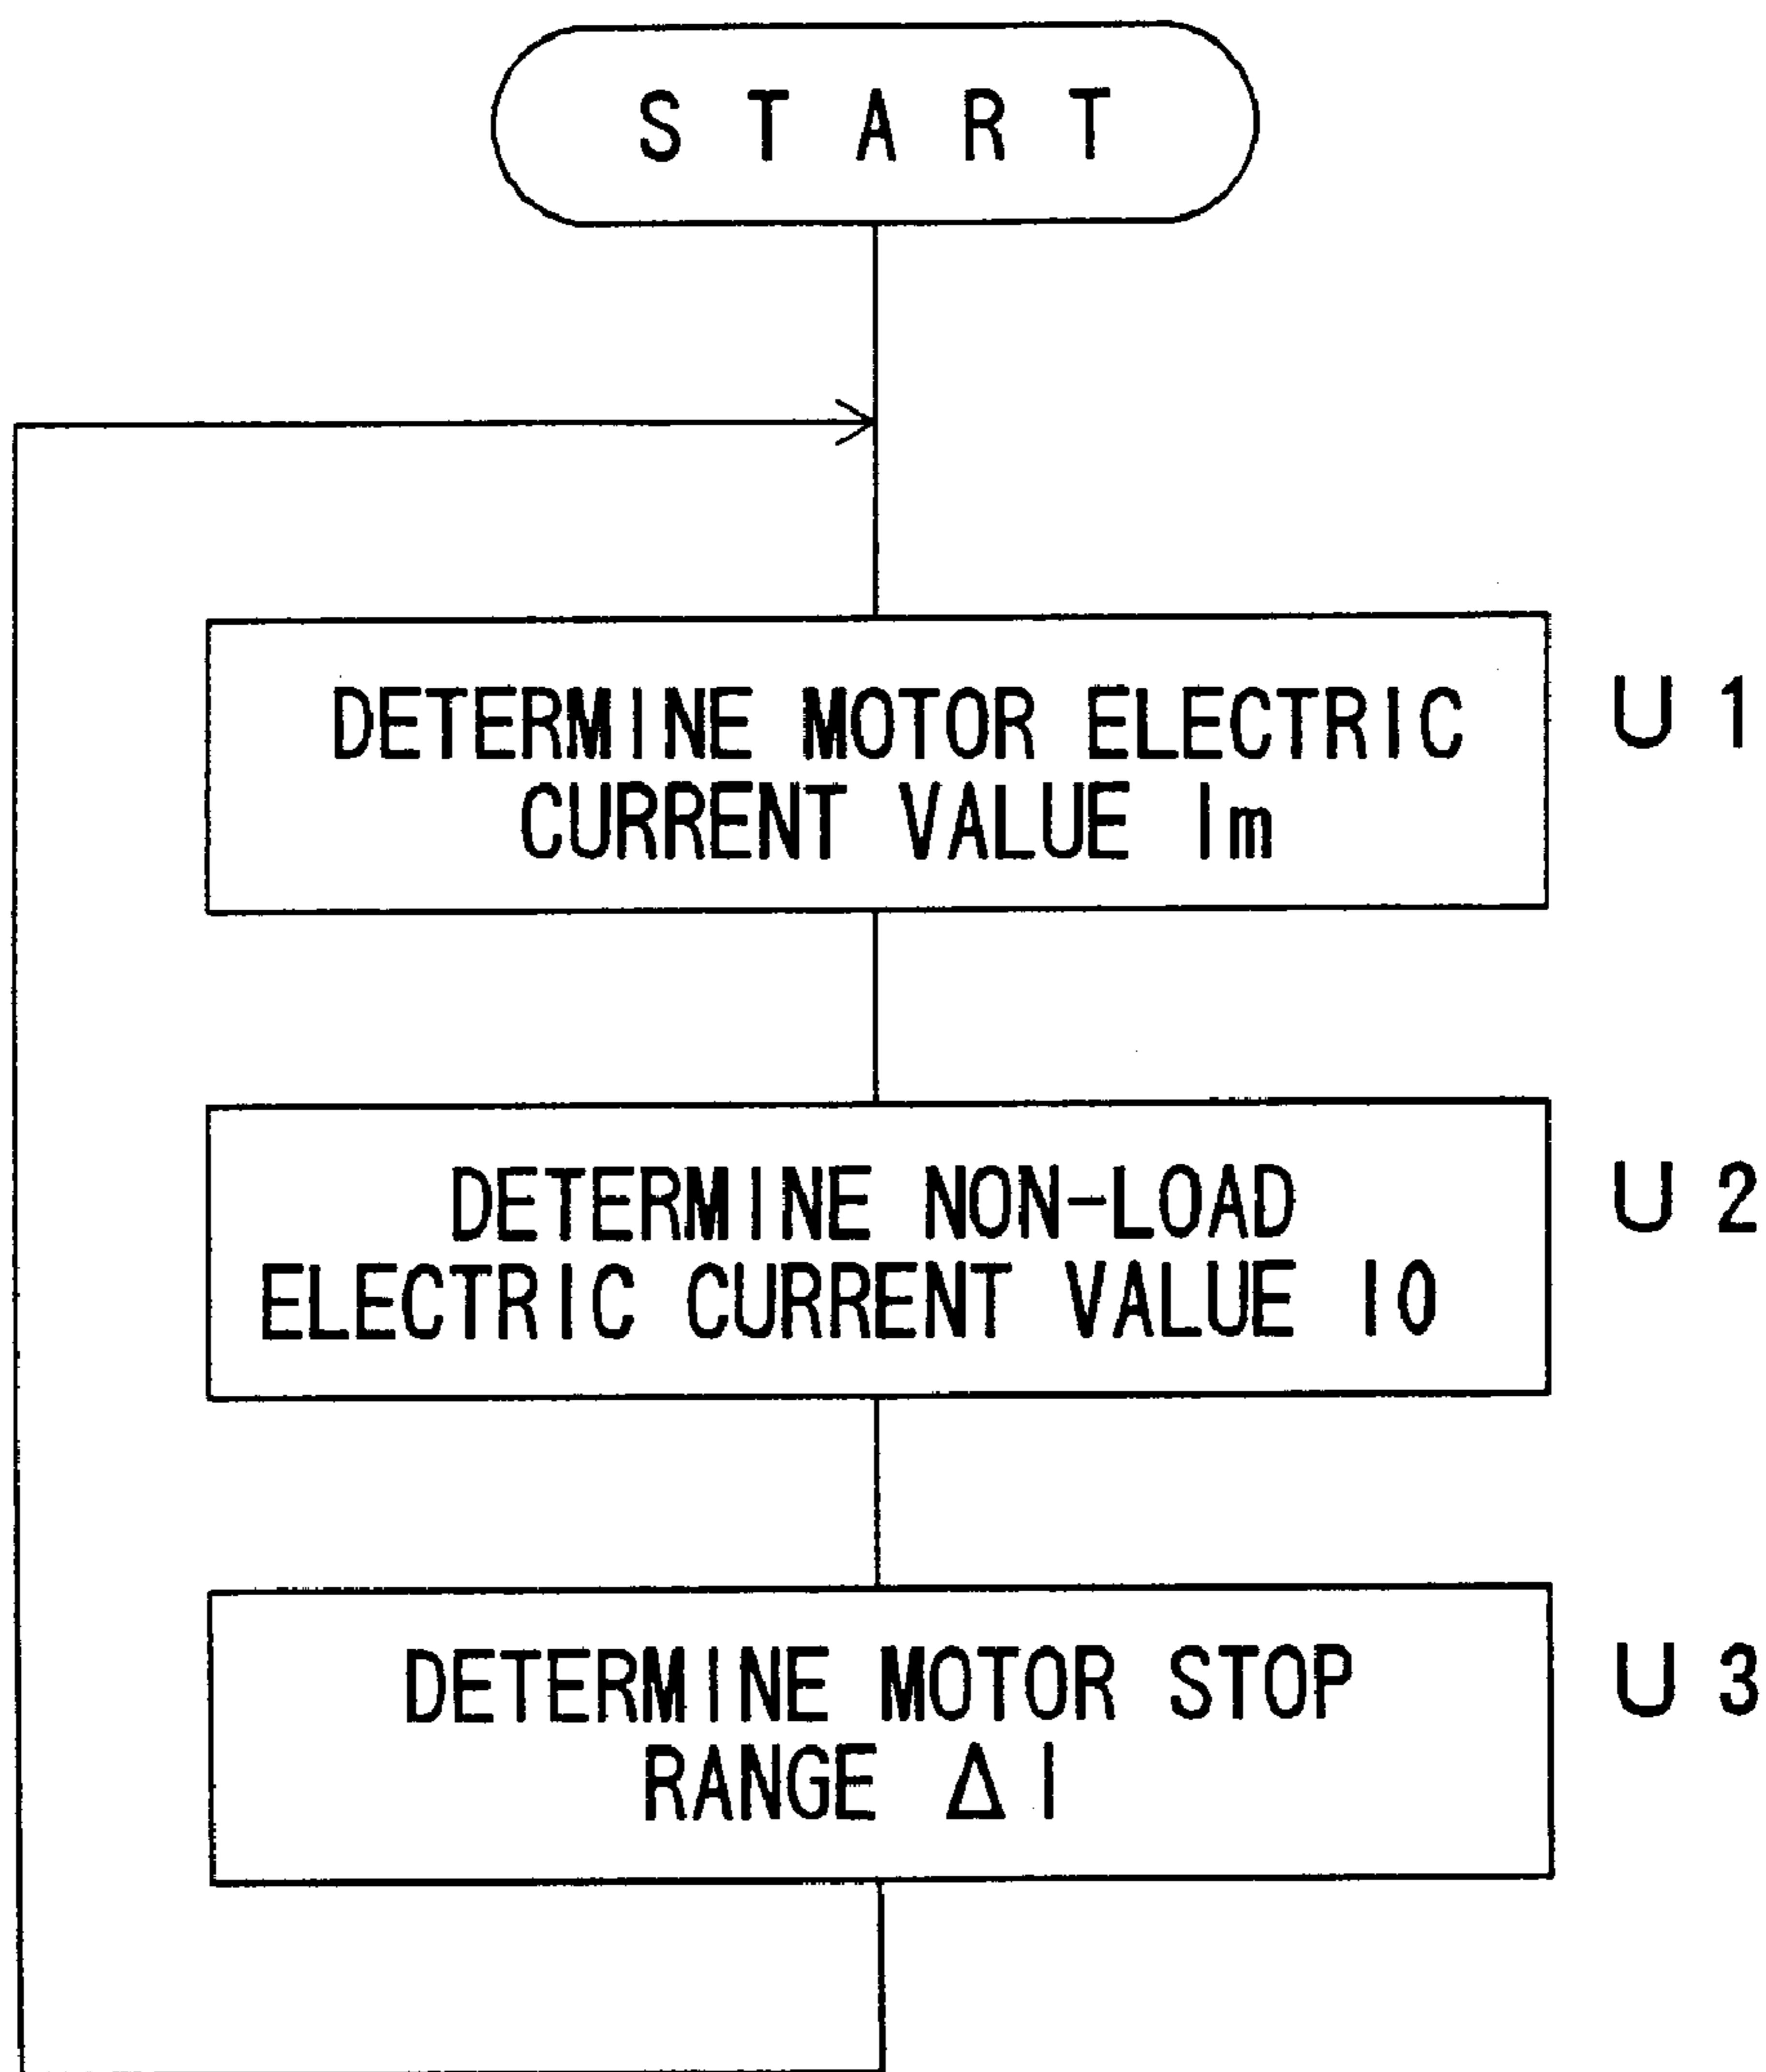 START
DETERMINE MOTOR ELECTRIC
CURRENT VALUE Im
U1
DETERMINE NON-LOAD
ELECTRIC CURRENT VALUE I0
U2
DETERMINE MOTOR STOP
RANGE ΔI
U3